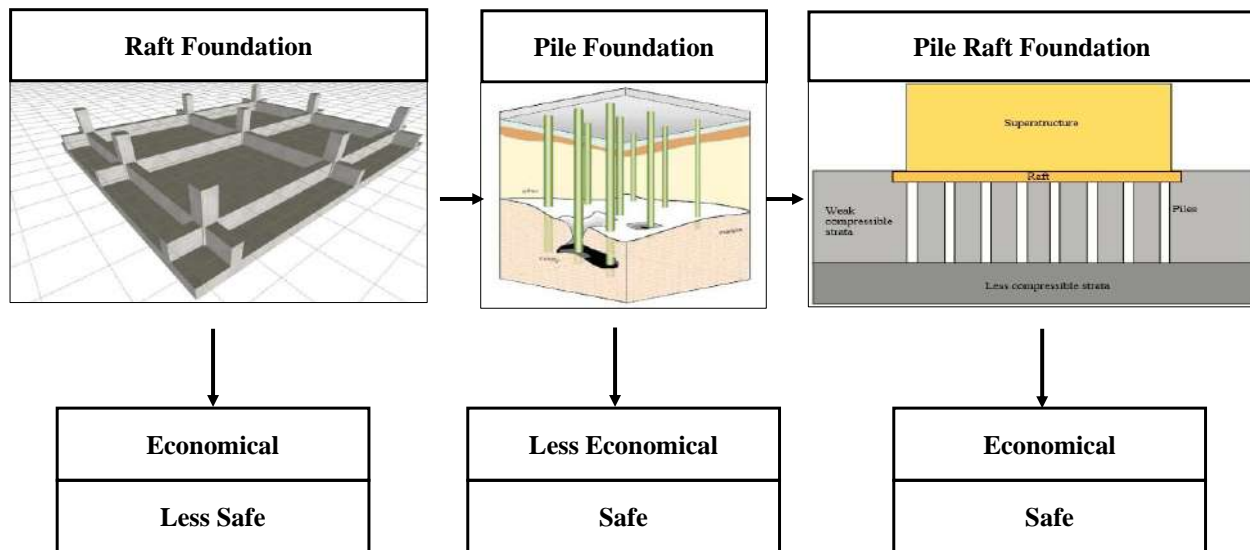 Raft Foundation
Pile Foundation
Pile Raft Foundation
Superstructure
Raft
Weak
compressible
strata
Piles
Less compressible strata
Economical
Less Safe
Less Economical
Safe
Economical
Safe